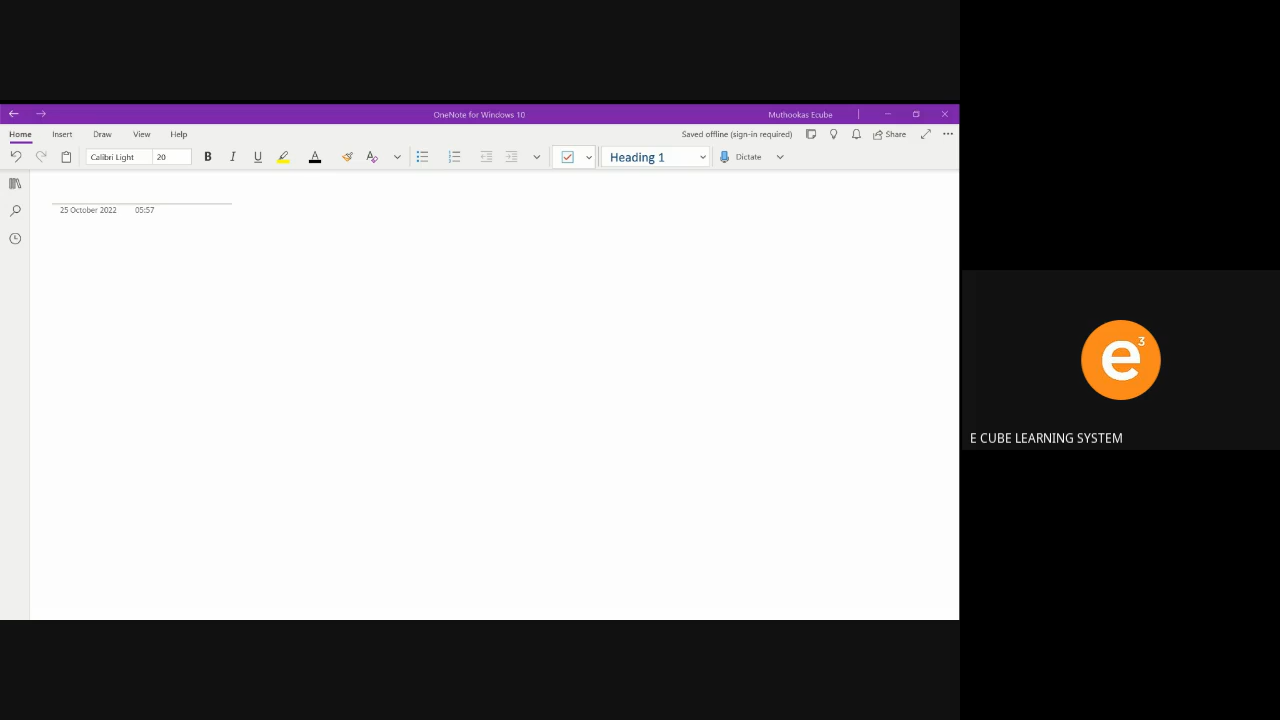 OneNote for Windows 10
Muthookas Ecube
Home Insert Draw View Help
Saved offline (sign-in required)
Share
Calibri Light 20 B I U A A Heading 1 Dictate
25 October 2022 05:57
e3
E CUBE LEARNING SYSTEM